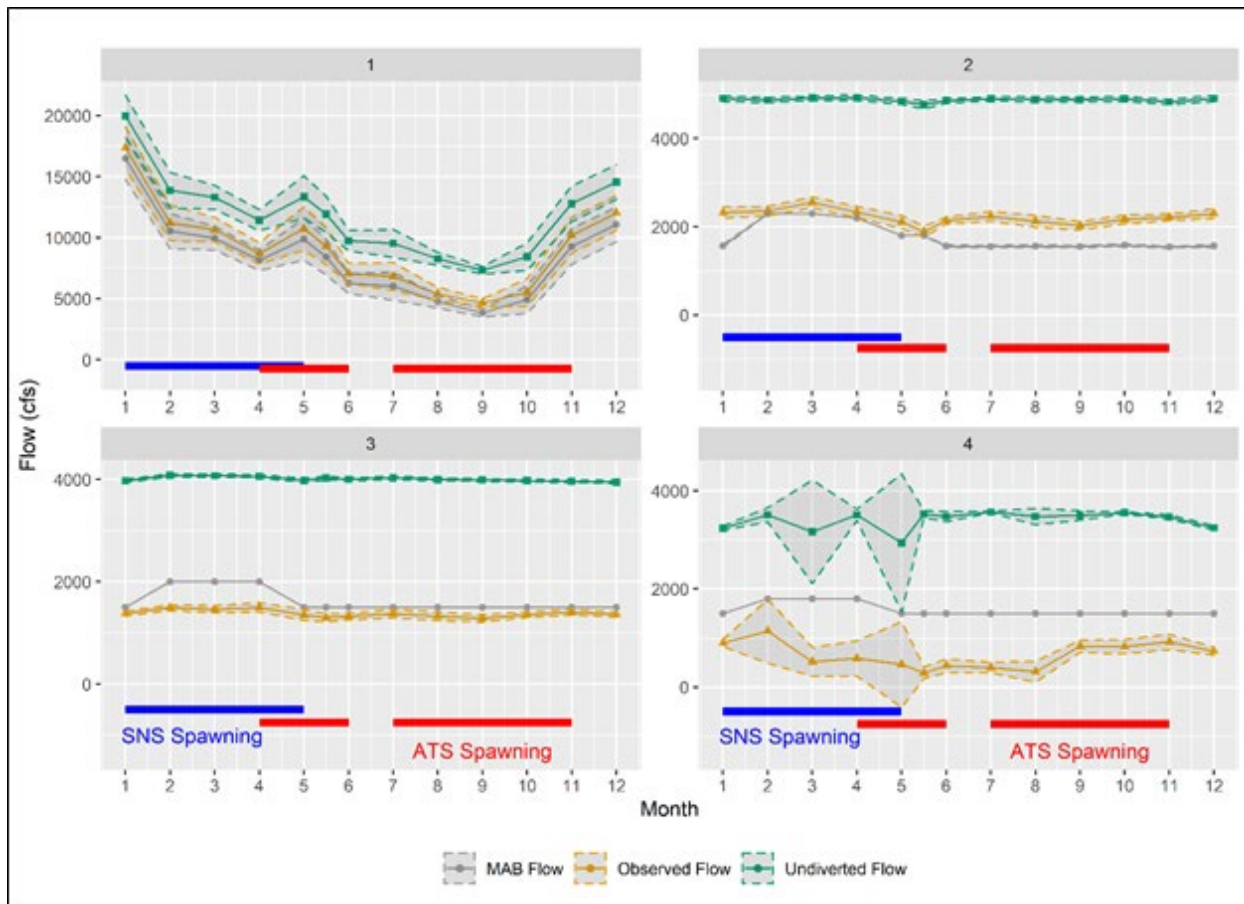 1
2
Flow (cfs)
20000
15000
10000
5000
0
4000
2000
0
1 2 3 4 5 6 7 8 9 10 11 12
1 2 3 4 5 6 7 8 9 10 11 12
3
4
4000
2000
0
4000
2000
0
SNS Spawning
ATS Spawning
SNS Spawning
ATS Spawning
1 2 3 4 5 6 7 8 9 10 11 12
1 2 3 4 5 6 7 8 9 10 11 12
Month
MAB Flow Observed Flow Undiverted Flow